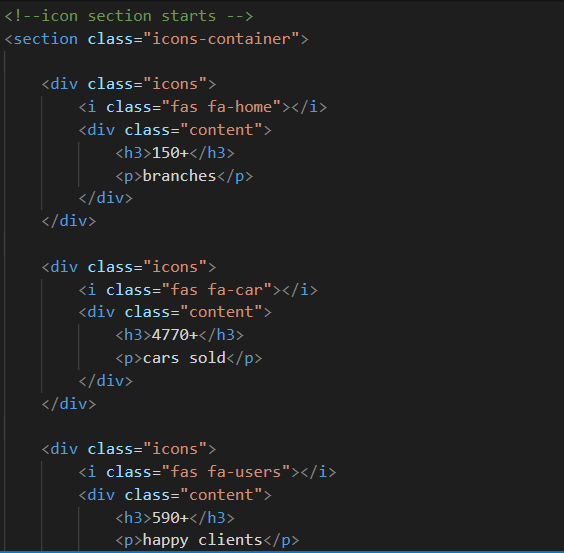 <!--icon section starts -->
<section class="icons-container">
<div class="icons">
<i class="fas fa-home"></i>
<div class="content">
<h3>150+</h3>
<p>branches</p>
</div>
</div>
<div class="icons">
<i class="fas fa-car"></i>
<div class="content">
<h3>4770+</h3>
<p>cars sold</p>
</div>
</div>
<div class="icons">
<i class="fas fa-users"></i>
<div class="content">
<h3>590+</h3>
<p>happy clients</p>